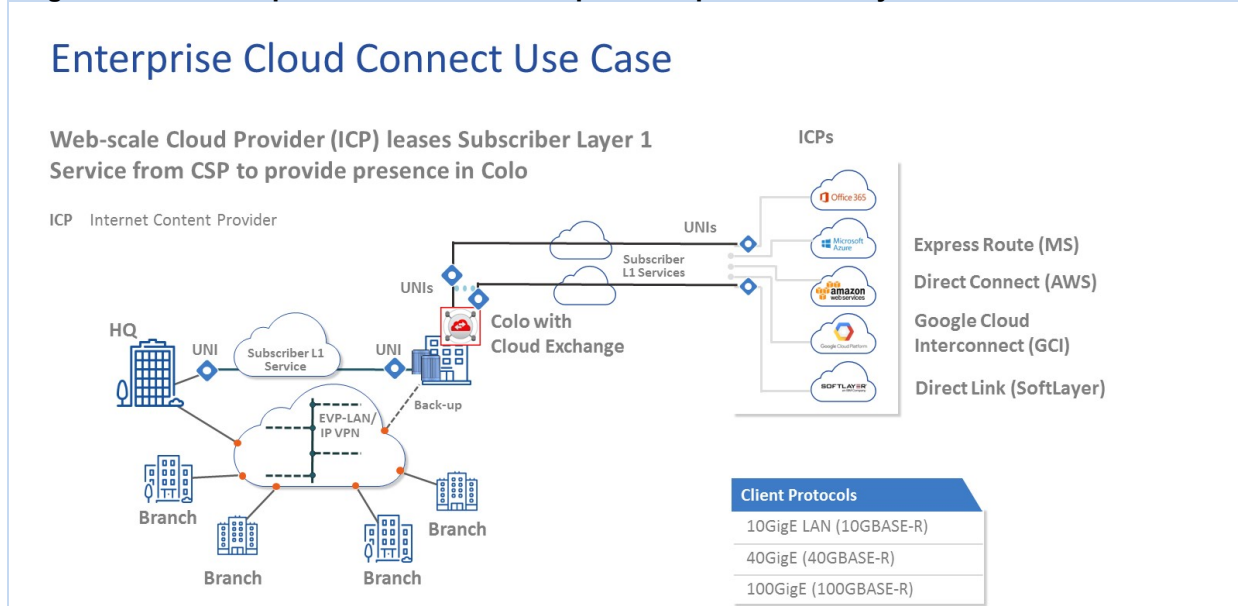 Enterprise Cloud Connect Use Case
Web-scale Cloud Provider (ICP) leases Subscriber Layer 1
Service from CSP to provide presence in Colo
ICP Internet Content Provider
ICPs
Office 365
Microsoft
Azure
Express Route (MS)
amazon
webservices
Direct Connect (AWS)
Google Cloud Platform
Google Cloud
Interconnect (GCI)
SOFTLAYER
Direct Link (SoftLayer)
UNIs
Subscriber
L1 Services
UNIs
Colo with
Cloud Exchange
HQ
UNI
Subscriber L1
Service
UNI
Back-up
EVP-LAN/
IP VPN
Branch
Branch
Branch
Branch
Client Protocols
10GigE LAN (10GBASE-R)
40GigE (40GBASE-R)
100GigE (100GBASE-R)